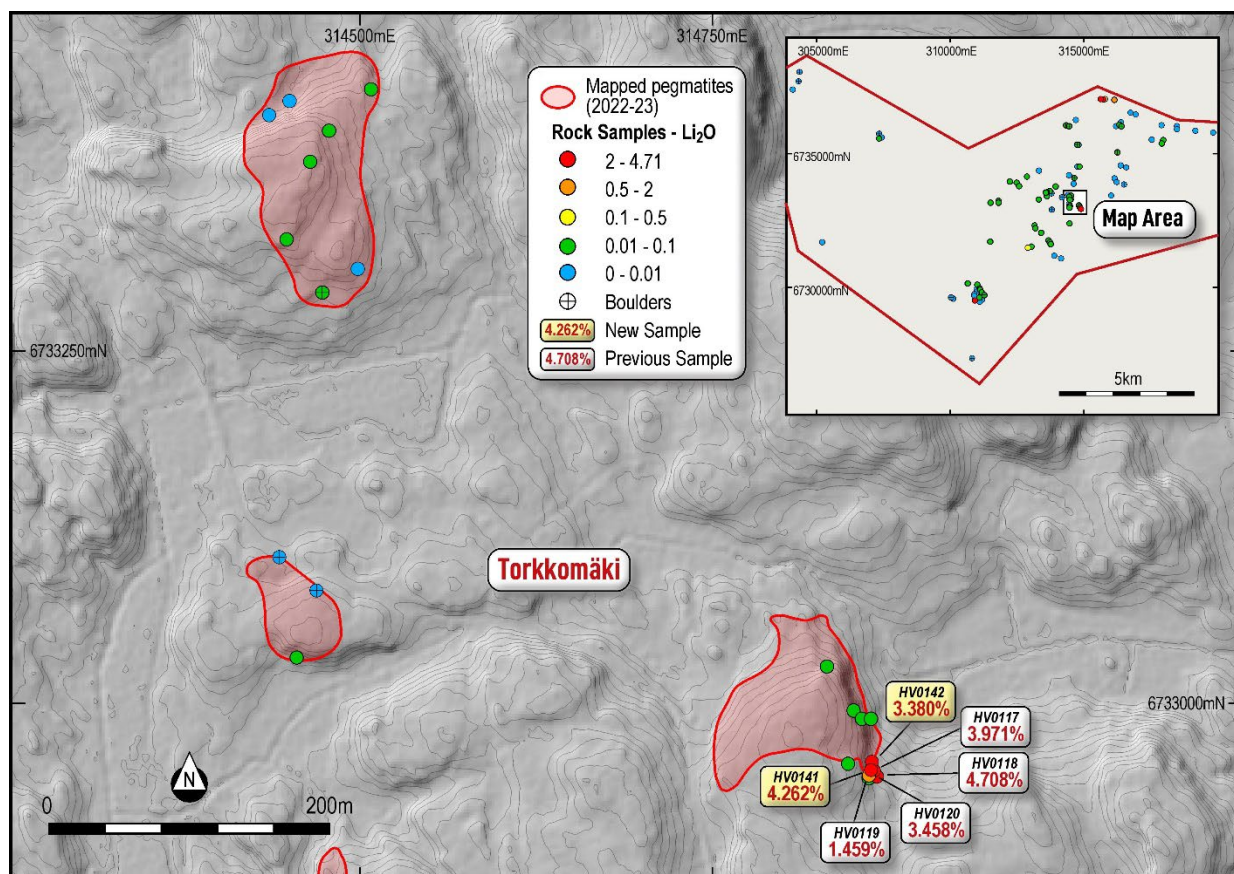 314500mE
314750mE
6733250mN
6733000mN
Mapped pegmatites
(2022-23)
Rock Samples - Li₂O
2 - 4.71
0.5 - 2
0.1 - 0.5
0.01 - 0.1
0 - 0.01
Boulders
4.262% New Sample
4.708% Previous Sample
305000mE
310000mE
315000mE
6735000mN
6730000mN
Map Area
5km
Torkkomäki
HV0142
3.380%
HV0117
3.971%
HV0118
4.708%
HV0120
3.458%
HV0119
1.459%
HV0141
4.262%
N
0
200m